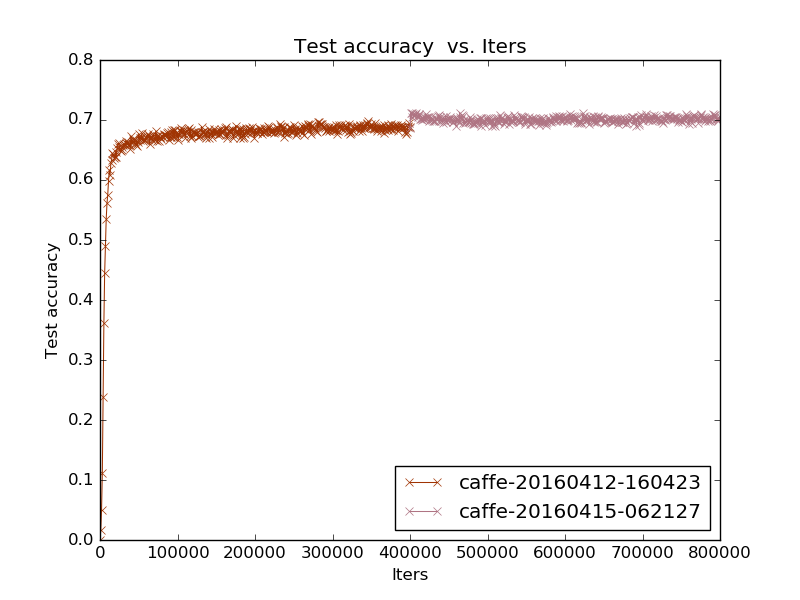 Test accuracy  vs. Iters
0.8
0.7
0.6
0.5
0.4
0.3
0.2
0.1
0.0
Test accuracy
caffe-20160412-160423
caffe-20160415-062127
0 100000 200000 300000 400000 500000 600000 700000 800000
Iters